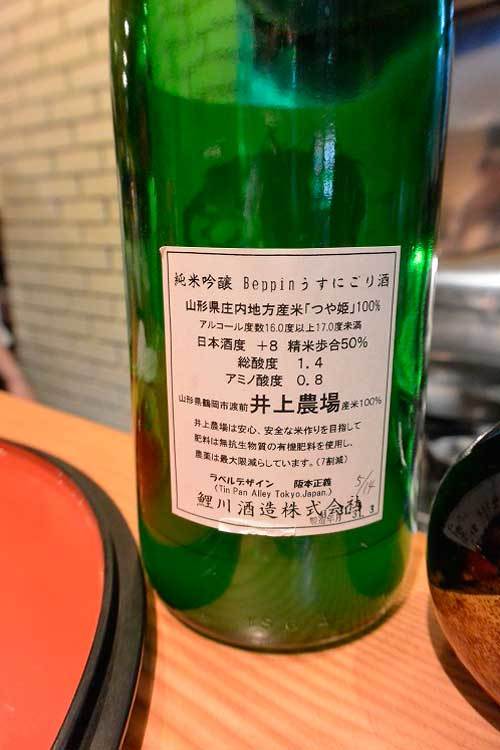 純米吟醸 Beppinうすにごり酒
山形県庄内地方産米「つや姫」100%
アルコール度数16.0度以上17.0度未満
日本酒度 +8 精米歩合50%
総酸度 1.4
アミノ酸度 0.8
山形県鶴岡市渡前 井上農場 産米100%
井上農場は安心、安全な米作りを目指して
肥料は無抗生物質の有機肥料を使用し、
農薬は最大限減らしています。(7割減)
ラベルデザイン 阪本正義
(Tin Pan Alley Tokyo.Japan.)
5/14
鯉川酒造株式会社
製造年月 31. 3